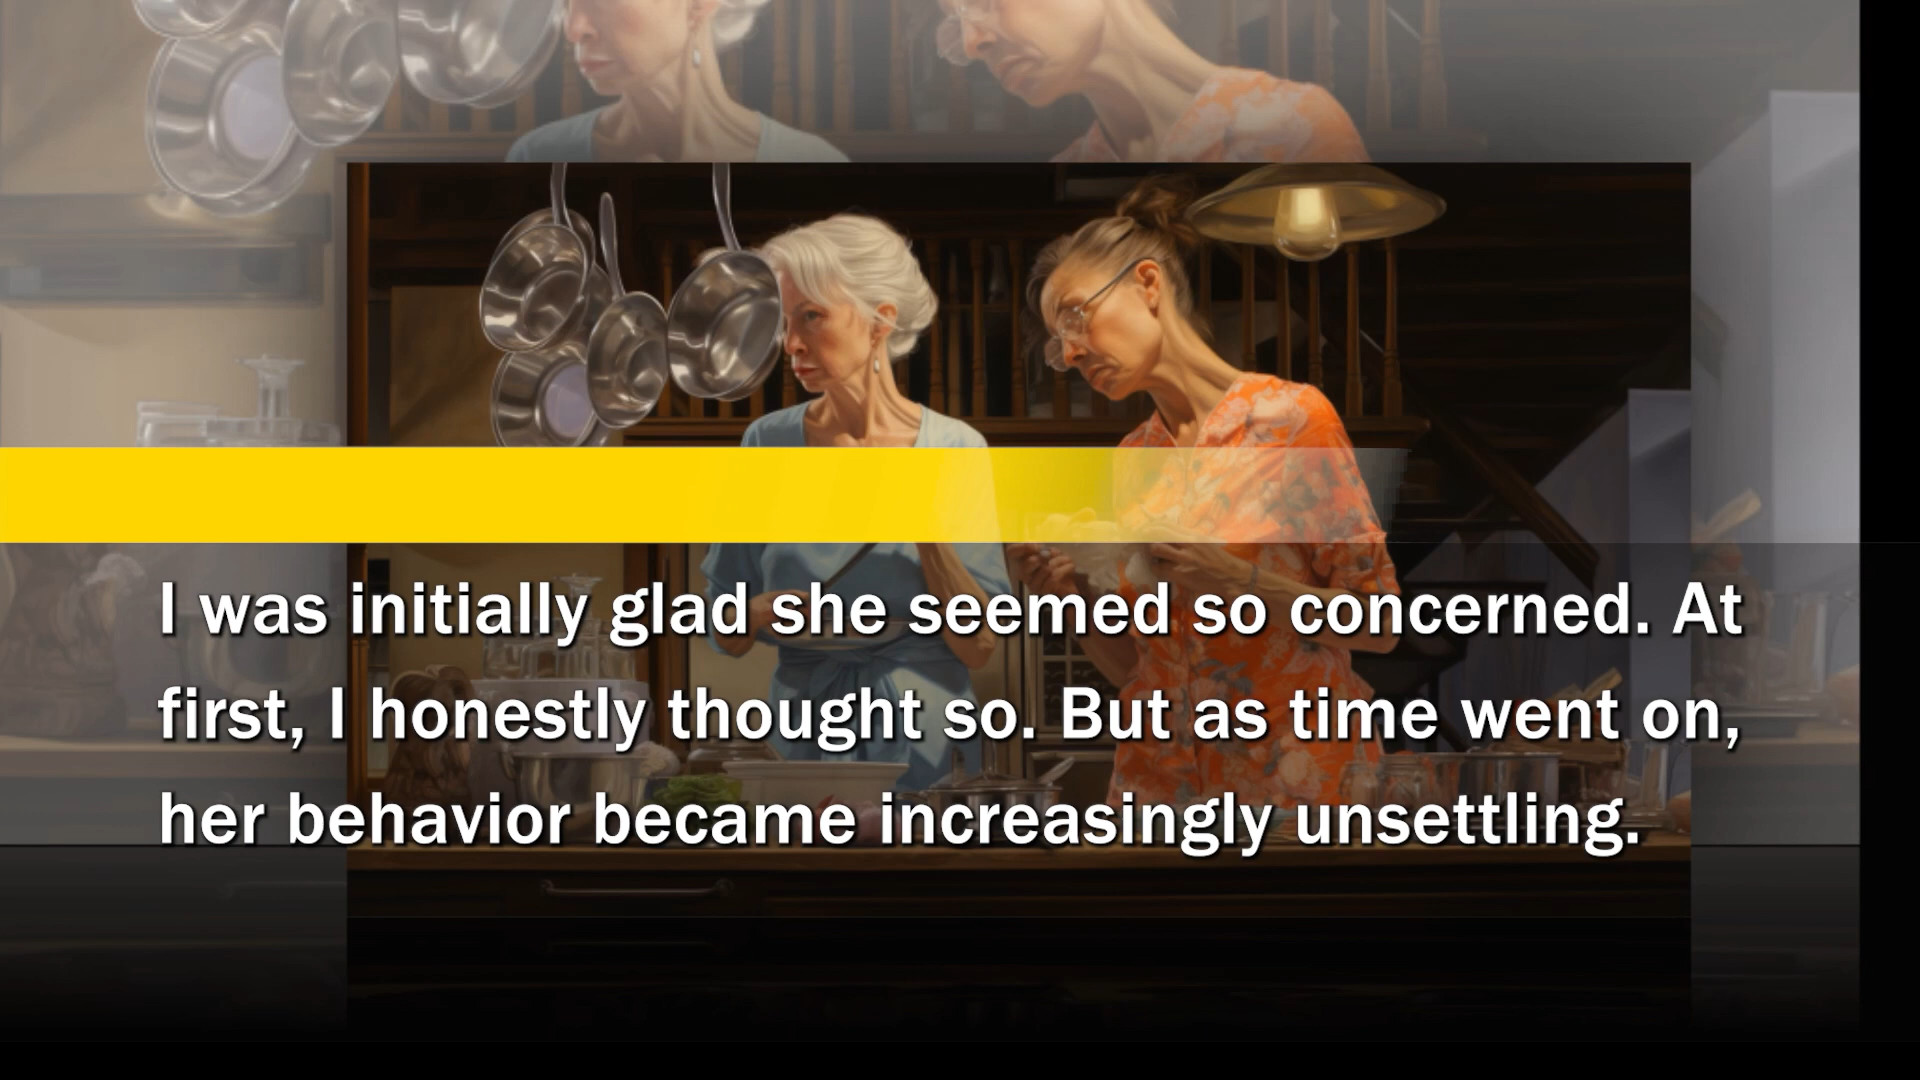 I was initially glad she seemed so concerned. At
first, I honestly thought so. But as time went on,
her behavior became increasingly unsettling.